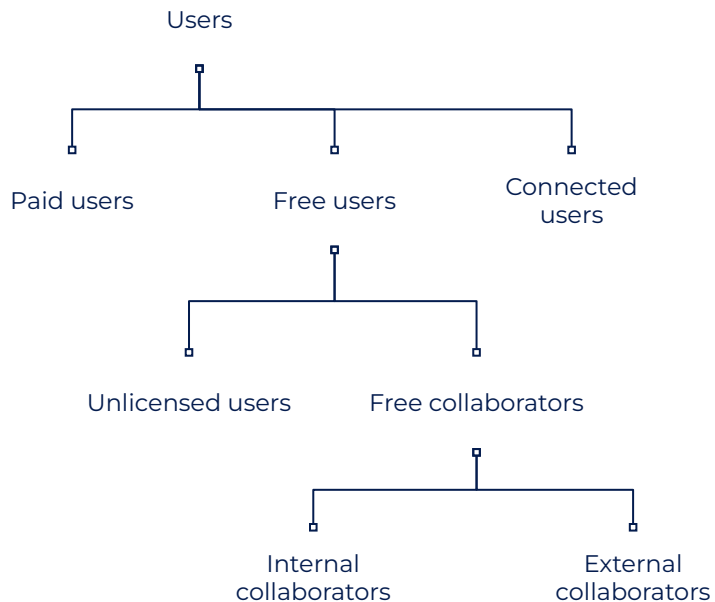 Users
Paid users
Free users
Connected
users
Unlicensed users
Free collaborators
Internal
collaborators
External
collaborators